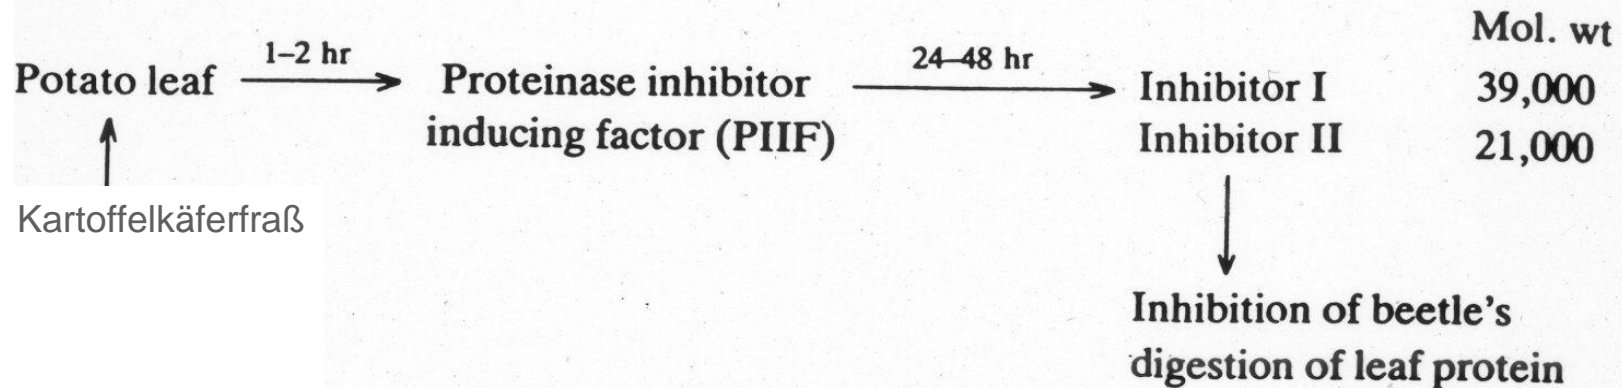 Mol. wt
1–2 hr
24–48 hr
Potato leaf
Proteinase inhibitor
Inhibitor I
39,000
inducing factor (PIIF)
Inhibitor II
21,000
Kartoffelkäferfraß
Inhibition of beetle's
digestion of leaf protein